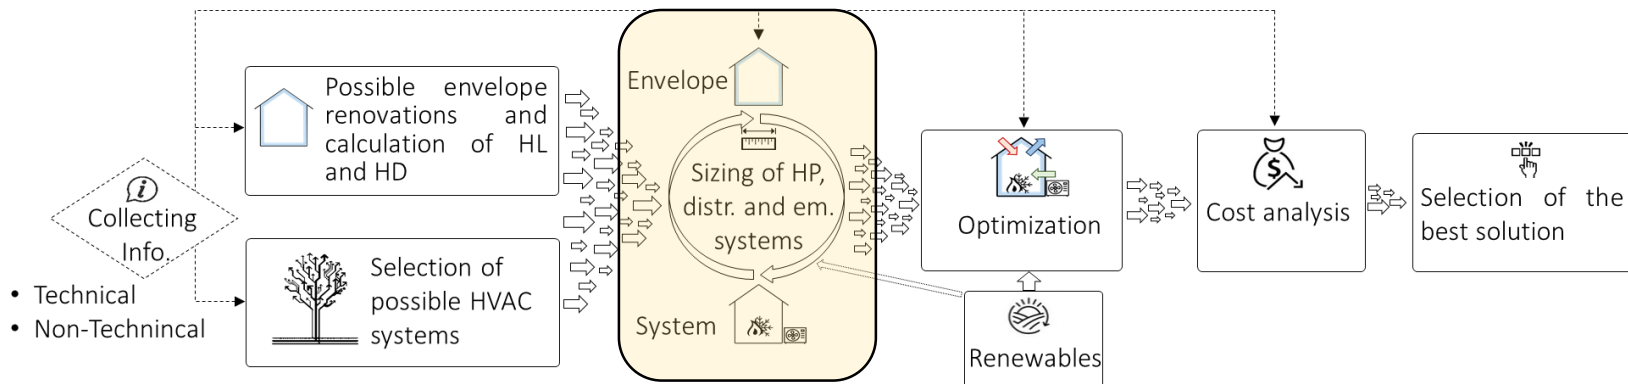 Collecting
Info.
• Technical
• Non-Technincal
Possible envelope
renovations and
calculation of HL
and HD
Selection of
possible HVAC
systems
Envelope
Sizing of HP,
distr. and em.
systems
System
Optimization
Renewables
$
Cost analysis
Selection of the
best solution